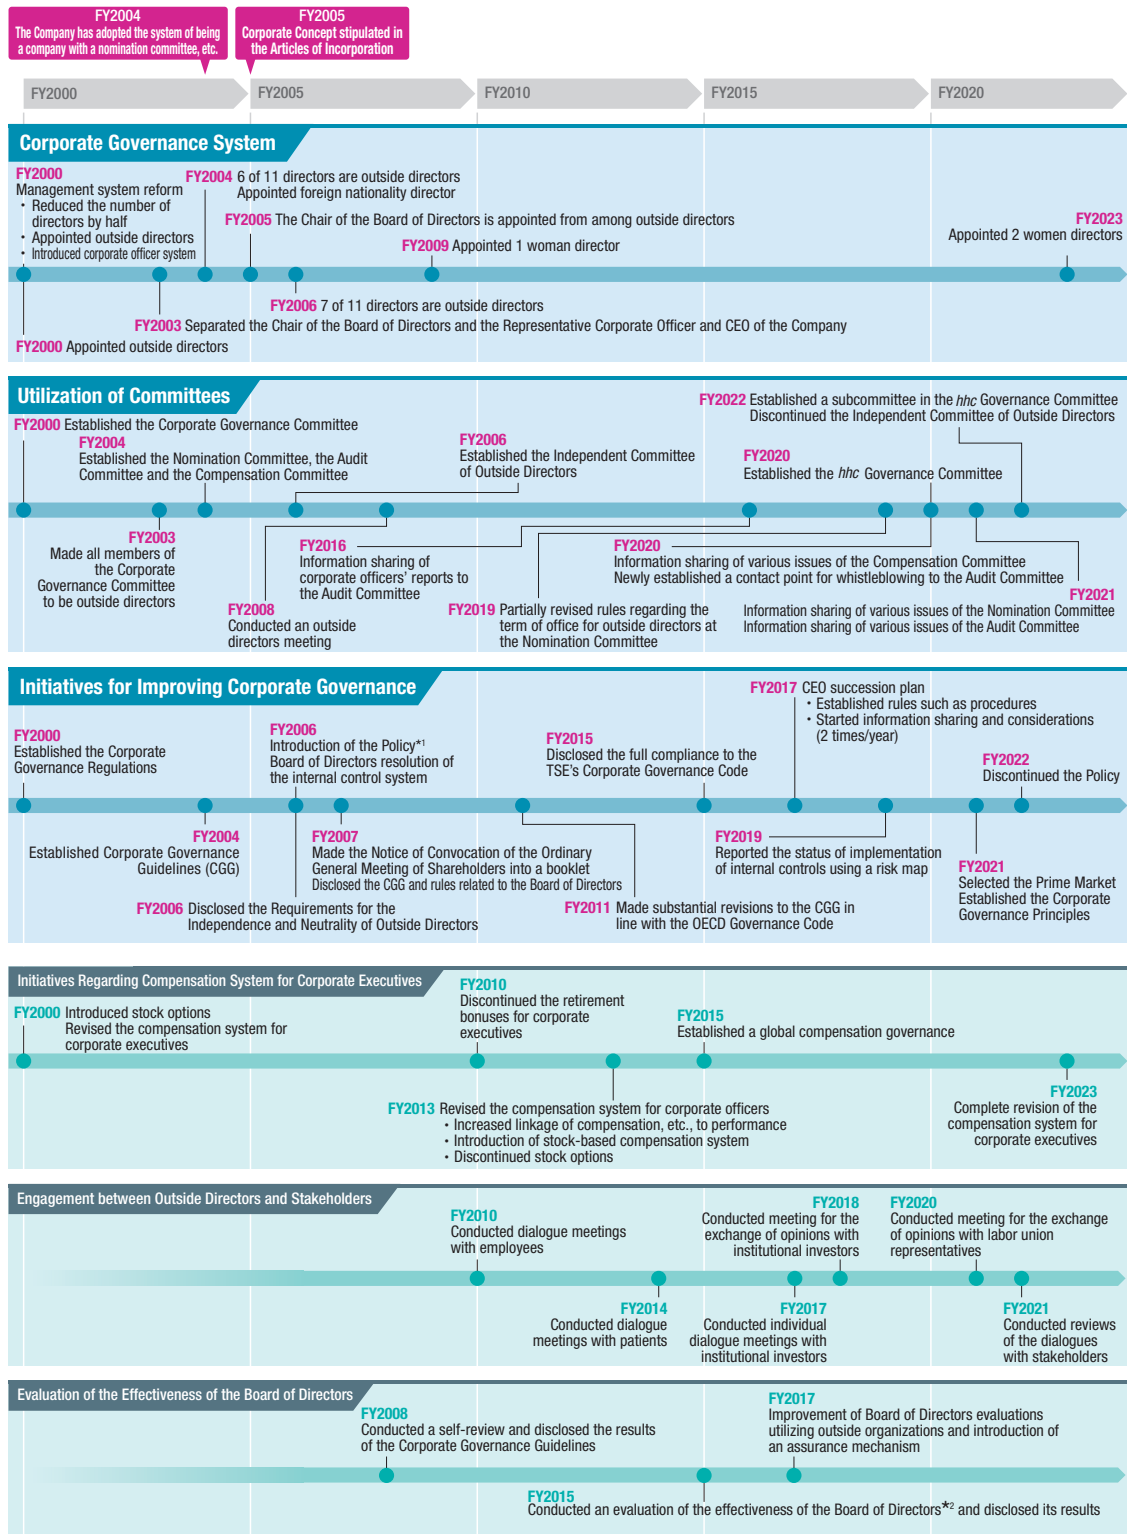 FY2004
The Company has adopted the system of being
a company with a nomination committee, etc.
FY2005
Corporate Concept stipulated in
the Articles of Incorporation
FY2000
FY2005
FY2010
FY2015
FY2020
Corporate Governance System
FY2000
Management system reform
・Reduced the number of
directors by half
・Appointed outside directors
・Introduced corporate officer system
FY2004 6 of 11 directors are outside directors
Appointed foreign nationality director
FY2005 The Chair of the Board of Directors is appointed from among outside directors
FY2009 Appointed 1 woman director
FY2023
Appointed 2 women directors
FY2006 7 of 11 directors are outside directors
FY2003 Separated the Chair of the Board of Directors and the Representative Corporate Officer and CEO of the Company
FY2000 Appointed outside directors
Utilization of Committees
FY2000 Established the Corporate Governance Committee
FY2004
Established the Nomination Committee, the Audit
Committee and the Compensation Committee
FY2006
Established the Independent Committee
of Outside Directors
FY2022 Established a subcommittee in the hhc Governance Committee
Discontinued the Independent Committee of Outside Directors
FY2020
Established the hhc Governance Committee
FY2003
Made all members of
the Corporate
Governance Committee
to be outside directors
FY2008
Conducted an outside
directors meeting
FY2016
Information sharing of
corporate officers' reports to
the Audit Committee
FY2019 Partially revised rules regarding the
term of office for outside directors at
the Nomination Committee
FY2020
Information sharing of various issues of the Compensation Committee
Newly established a contact point for whistleblowing to the Audit Committee
FY2021
Information sharing of various issues of the Nomination Committee
Information sharing of various issues of the Audit Committee
Initiatives for Improving Corporate Governance
FY2000
Established the Corporate
Governance Regulations
FY2006
Introduction of the Policy*1
Board of Directors resolution of
the internal control system
FY2015
Disclosed the full compliance to the
TSE's Corporate Governance Code
FY2017 CEO succession plan
・Established rules such as procedures
・Started information sharing and considerations
(2 times/year)
FY2022
Discontinued the Policy
FY2004
Established Corporate Governance
Guidelines (CGG)
FY2007
Made the Notice of Convocation of the Ordinary
General Meeting of Shareholders into a booklet
Disclosed the CGG and rules related to the Board of Directors
FY2006 Disclosed the Requirements for the
Independence and Neutrality of Outside Directors
FY2011 Made substantial revisions to the CGG in
line with the OECD Governance Code
FY2019
Reported the status of implementation
of internal controls using a risk map
FY2021
Selected the Prime Market
Established the Corporate
Governance Principles
Initiatives Regarding Compensation System for Corporate Executives
FY2000 Introduced stock options
Revised the compensation system for
corporate executives
FY2010
Discontinued the retirement
bonuses for corporate
executives
FY2015
Established a global compensation governance
FY2013 Revised the compensation system for corporate officers
・Increased linkage of compensation, etc., to performance
・Introduction of stock-based compensation system
・Discontinued stock options
FY2023
Complete revision of the
compensation system for
corporate executives
Engagement between Outside Directors and Stakeholders
FY2010
Conducted dialogue meetings
with employees
FY2018
Conducted meeting for the
exchange of opinions with
institutional investors
FY2020
Conducted meeting for the exchange
of opinions with labor union
representatives
FY2014
Conducted dialogue
meetings with patients
FY2017
Conducted individual
dialogue meetings with
institutional investors
FY2021
Conducted reviews
of the dialogues
with stakeholders
Evaluation of the Effectiveness of the Board of Directors
FY2008
Conducted a self-review and disclosed the results
of the Corporate Governance Guidelines
FY2017
Improvement of Board of Directors evaluations
utilizing outside organizations and introduction of
an assurance mechanism
FY2015
Conducted an evaluation of the effectiveness of the Board of Directors*2 and disclosed its results